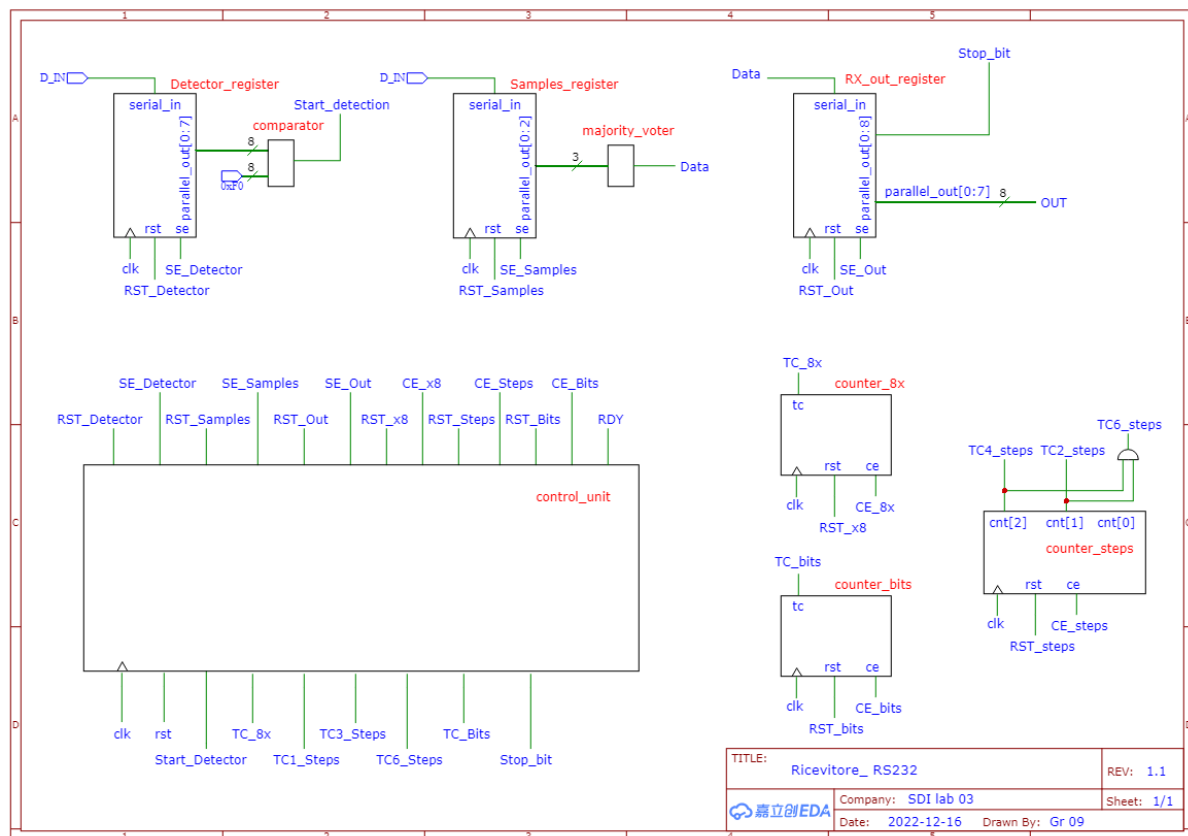 1 2 3 4 5
A
B
C
D
D_IN
Detector_register
serial_in
parallel_out[0:7]
rst se
clk
SE_Detector
RST_Detector
comparator
Start_detection
8
8
0xF0
D_IN
Samples_register
serial_in
parallel_out[0:2]
rst se
clk
SE_Samples
RST_Samples
3
majority_voter
Data
Data
RX_out_register
serial_in
parallel_out[0:8]
rst se
clk
SE_Out
RST_Out
Stop_bit
parallel_out[0:7] 8
OUT
SE_Detector SE_Samples SE_Out CE_x8 CE_Steps CE_Bits
RST_Detector RST_Samples RST_Out RST_x8 RST_Steps RST_Bits RDY
control_unit
clk rst TC_8x TC3_Steps TC_Bits
Start_Detector TC1_Steps TC6_Steps Stop_bit
TC_8x
counter_8x
tc
rst ce
clk
CE_8x
RST_x8
TC_bits
counter_bits
tc
rst ce
clk
CE_bits
RST_bits
TC6_steps
TC4_steps TC2_steps
cnt[2] cnt[1] cnt[0]
counter_steps
rst ce
clk
CE_steps
RST_steps
TITLE:
Ricevitore_ RS232
REV: 1.1
嘉立创EDA
Company: SDI lab 03
Sheet: 1/1
Date: 2022-12-16 Drawn By: Gr 09